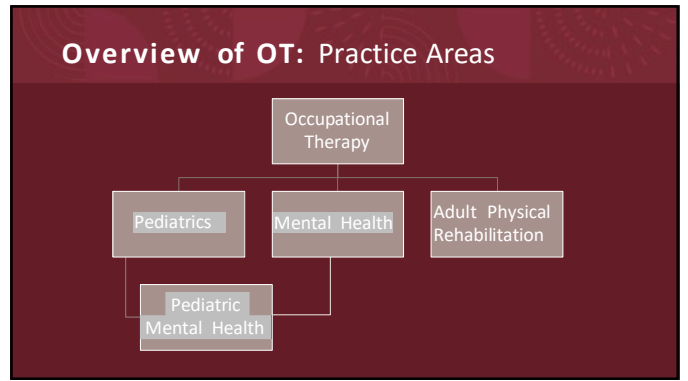 Overview of OT: Practice Areas
Occupational
Therapy
Pediatrics
Mental Health
Adult Physical
Rehabilitation
Pediatric
Mental Health